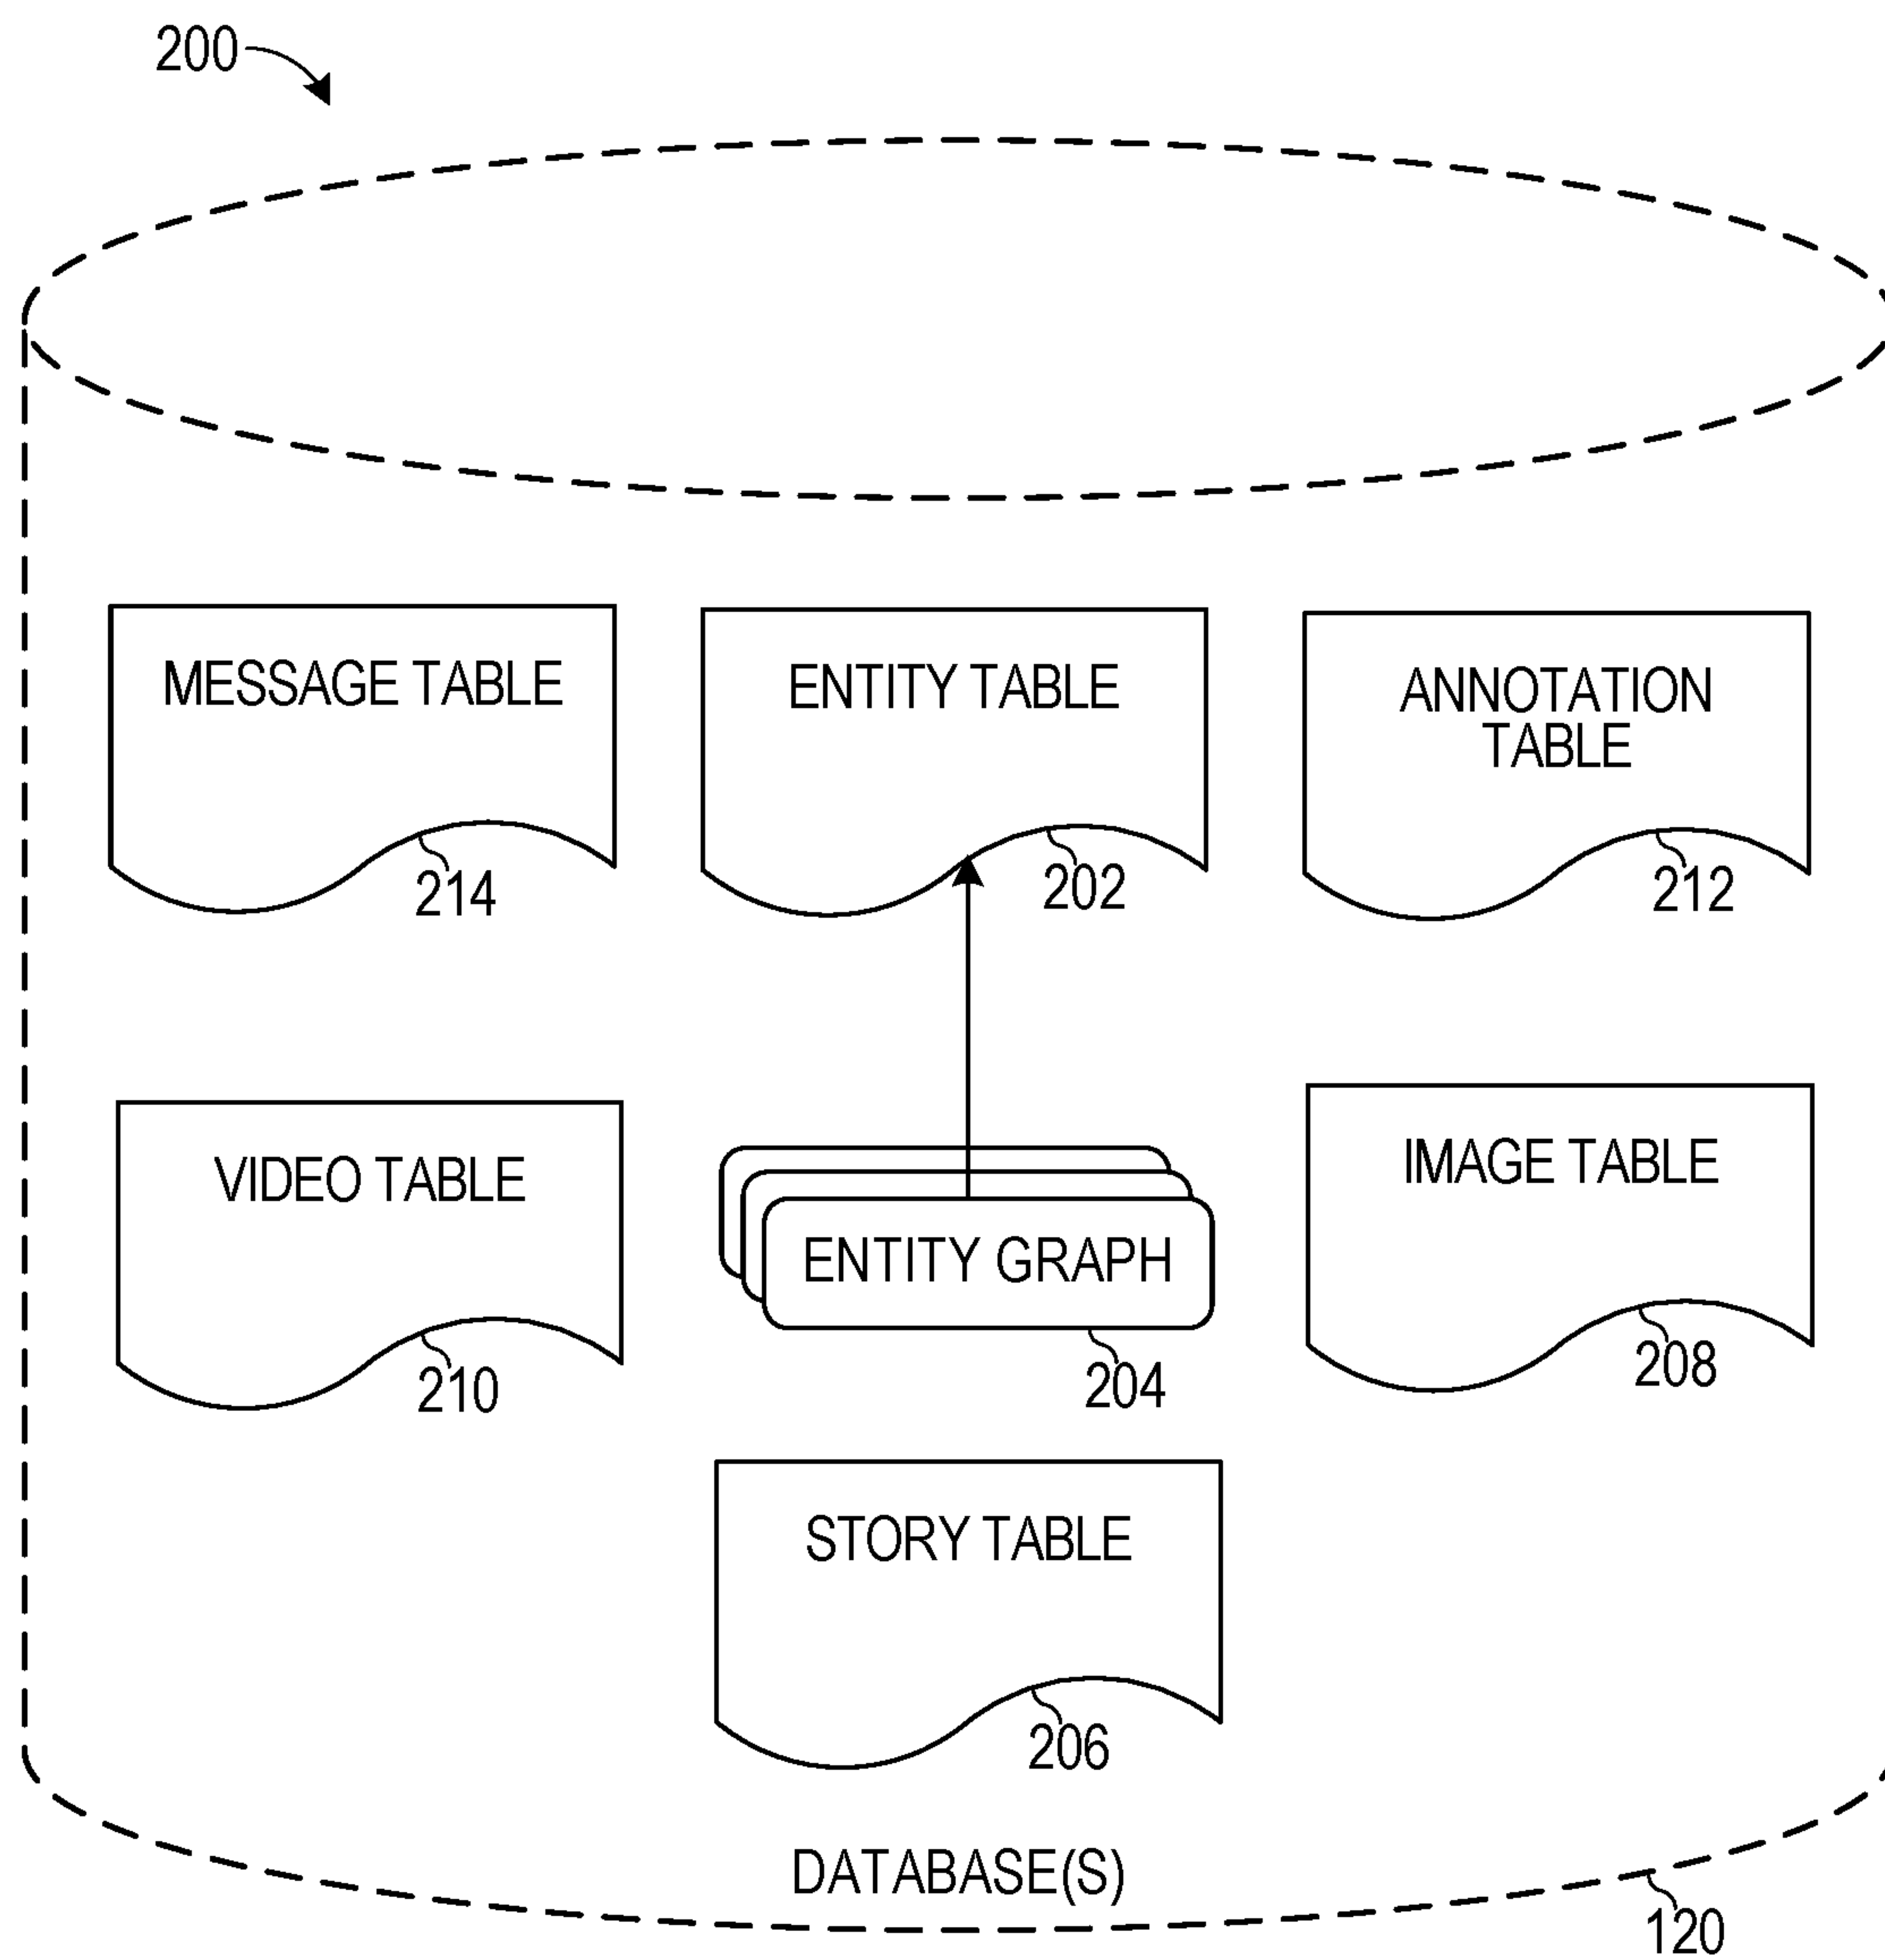 200
MESSAGE TABLE
214
ENTITY TABLE
202
ANNOTATION
TABLE
212
VIDEO TABLE
210
ENTITY GRAPH
204
IMAGE TABLE
208
STORY TABLE
206
DATABASE(S)
120